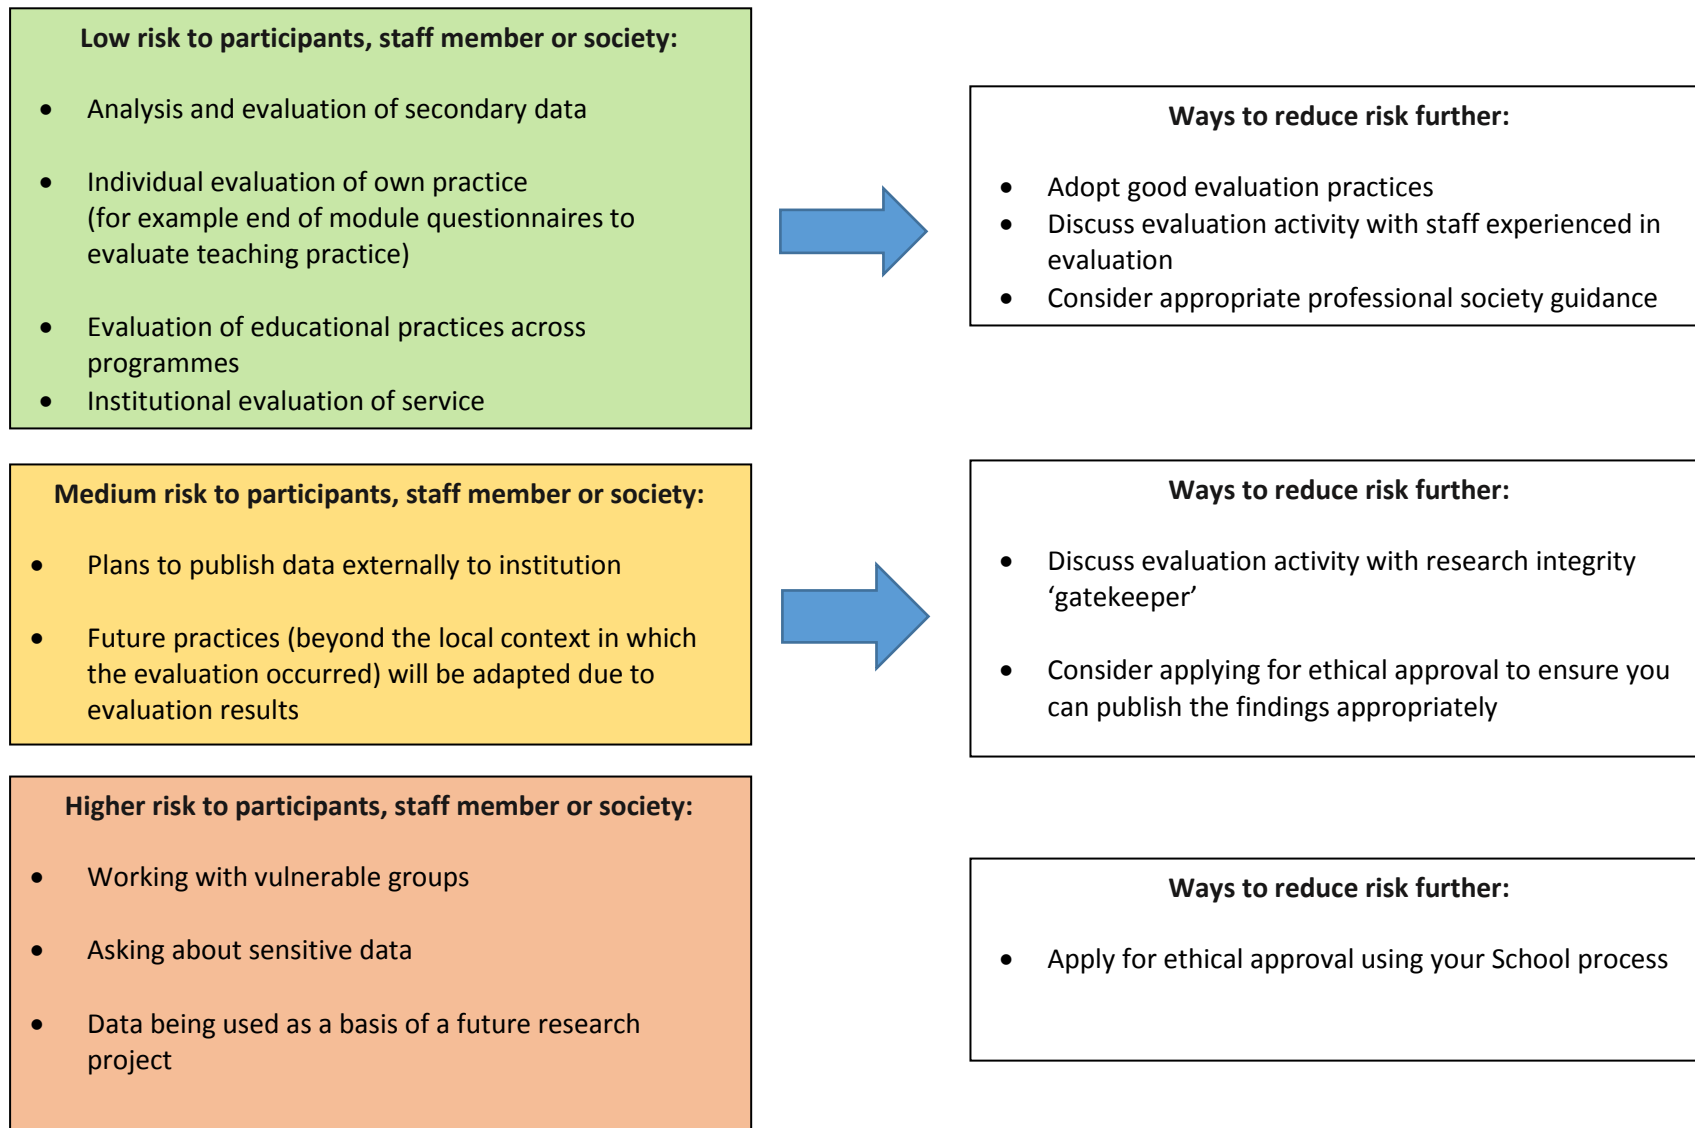 Low risk to participants, staff member or society:
• Analysis and evaluation of secondary data
• Individual evaluation of own practice
(for example end of module questionnaires to
evaluate teaching practice)
• Evaluation of educational practices across
programmes
• Institutional evaluation of service
Ways to reduce risk further:
• Adopt good evaluation practices
• Discuss evaluation activity with staff experienced in
evaluation
• Consider appropriate professional society guidance
Medium risk to participants, staff member or society:
• Plans to publish data externally to institution
• Future practices (beyond the local context in which
the evaluation occurred) will be adapted due to
evaluation results
Ways to reduce risk further:
• Discuss evaluation activity with research integrity
‘gatekeeper’
• Consider applying for ethical approval to ensure you
can publish the findings appropriately
Higher risk to participants, staff member or society:
• Working with vulnerable groups
• Asking about sensitive data
• Data being used as a basis of a future research
project
Ways to reduce risk further:
• Apply for ethical approval using your School process